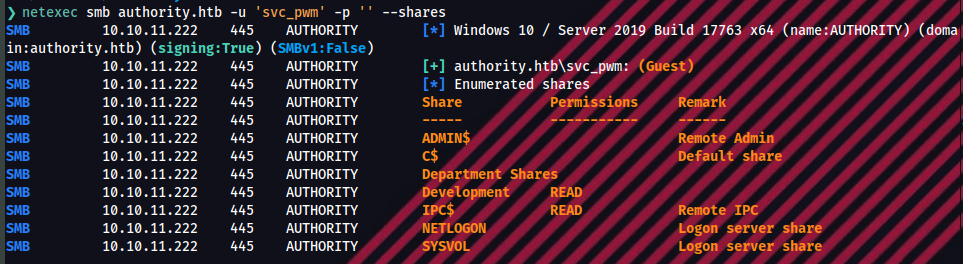 ❯ netexec smb authority.htb -u 'svc_pwm' -p '' --shares
SMB 10.10.11.222 445 AUTHORITY [*] Windows 10 / Server 2019 Build 17763 x64 (name:AUTHORITY) (doma
in:authority.htb) (signing:True) (SMBv1:False)
SMB 10.10.11.222 445 AUTHORITY [+] authority.htb\svc_pwm: (Guest)
SMB 10.10.11.222 445 AUTHORITY [*] Enumerated shares
SMB 10.10.11.222 445 AUTHORITY Share Permissions Remark
SMB 10.10.11.222 445 AUTHORITY ----- ----------- ------
SMB 10.10.11.222 445 AUTHORITY ADMIN$ Remote Admin
SMB 10.10.11.222 445 AUTHORITY C$ Default share
SMB 10.10.11.222 445 AUTHORITY Department Shares
SMB 10.10.11.222 445 AUTHORITY Development READ
SMB 10.10.11.222 445 AUTHORITY IPC$ READ Remote IPC
SMB 10.10.11.222 445 AUTHORITY NETLOGON Logon server share
SMB 10.10.11.222 445 AUTHORITY SYSVOL Logon server share